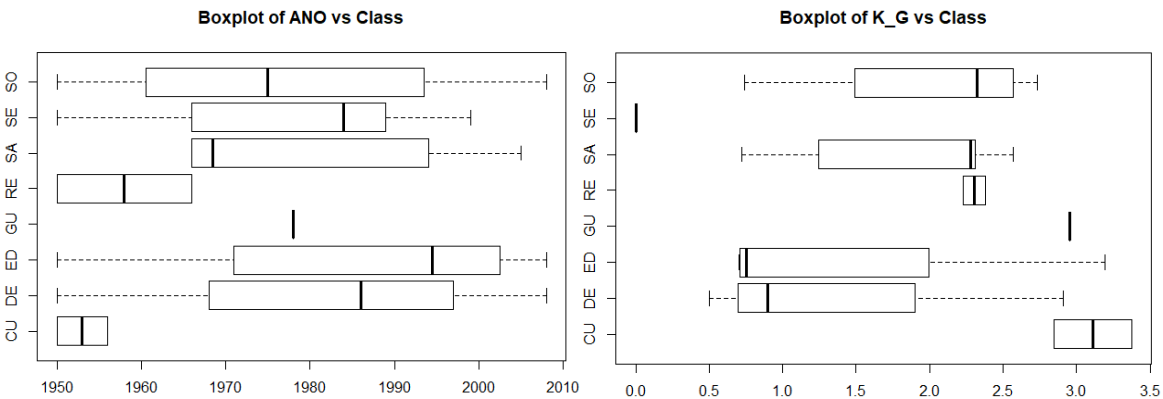 Boxplot of ANO vs Class
SO
SE
SA
RE
GU
ED
DE
CU
1950 1960 1970 1980 1990 2000 2010
Boxplot of K_G vs Class
SO
SE
SA
RE
GU
ED
DE
CU
0.0 0.5 1.0 1.5 2.0 2.5 3.0 3.5